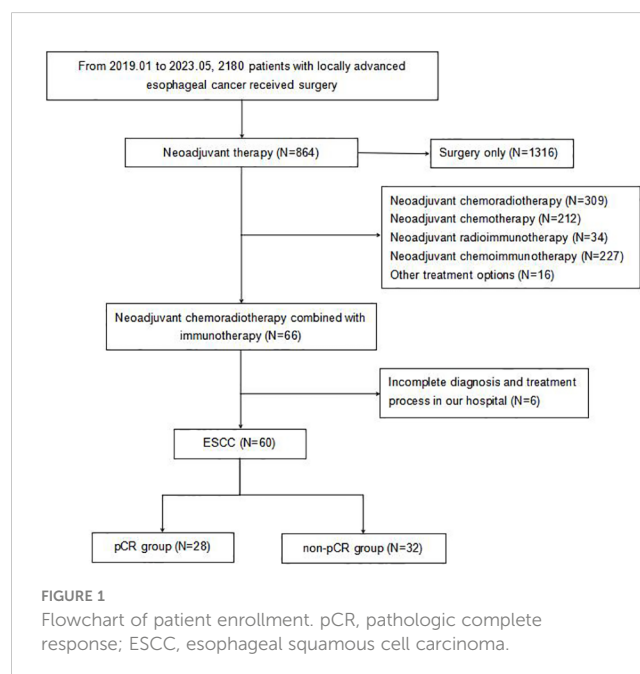 From 2019.01 to 2023.05, 2180 patients with locally advanced
esophageal cancer received surgery
Neoadjuvant therapy (N=864)
Surgery only (N=1316)
Neoadjuvant chemoradiotherapy (N=309)
Neoadjuvant chemotherapy (N=212)
Neoadjuvant radioimmunotherapy (N=34)
Neoadjuvant chemoimmunotherapy (N=227)
Other treatment options (N=16)
Neoadjuvant chemoradiotherapy combined with
immunotherapy (N=66)
Incomplete diagnosis and treatment
process in our hospital (N=6)
ESCC (N=60)
pCR group (N=28)
non-pCR group (N=32)
FIGURE 1
Flowchart of patient enrollment. pCR, pathologic complete
response; ESCC, esophageal squamous cell carcinoma.